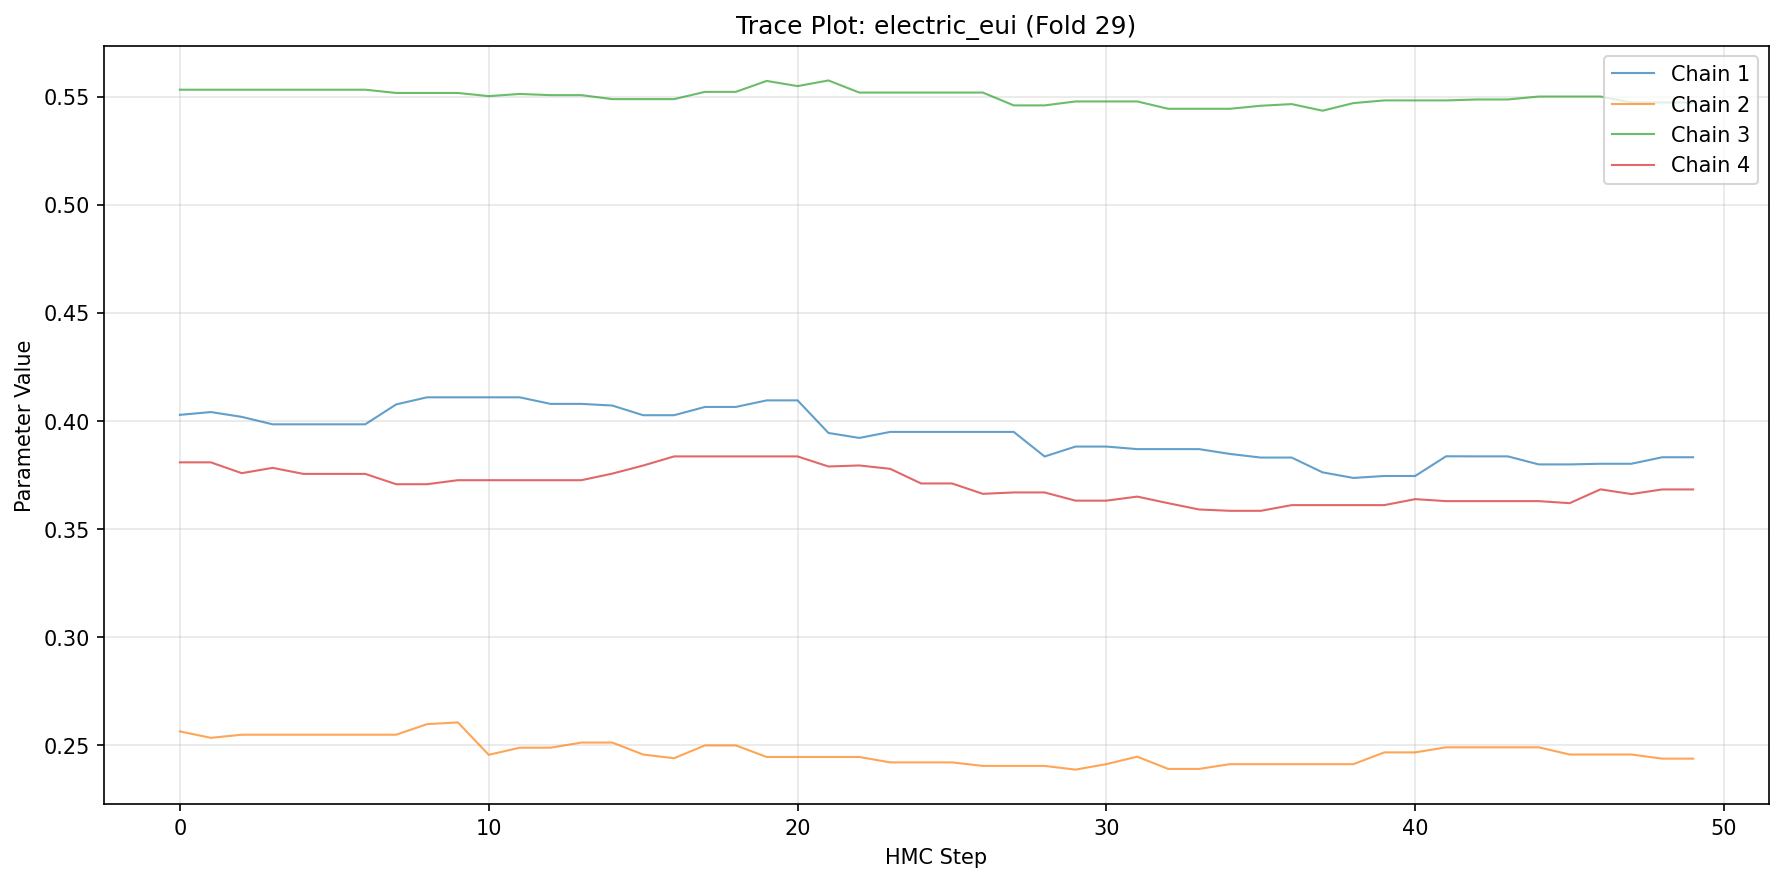 Trace Plot: electric_eui (Fold 29)
Chain 1
Chain 2
Chain 3
Chain 4
Parameter Value
0.55
0.50
0.45
0.40
0.35
0.30
0.25
0 10 20 30 40 50
HMC Step